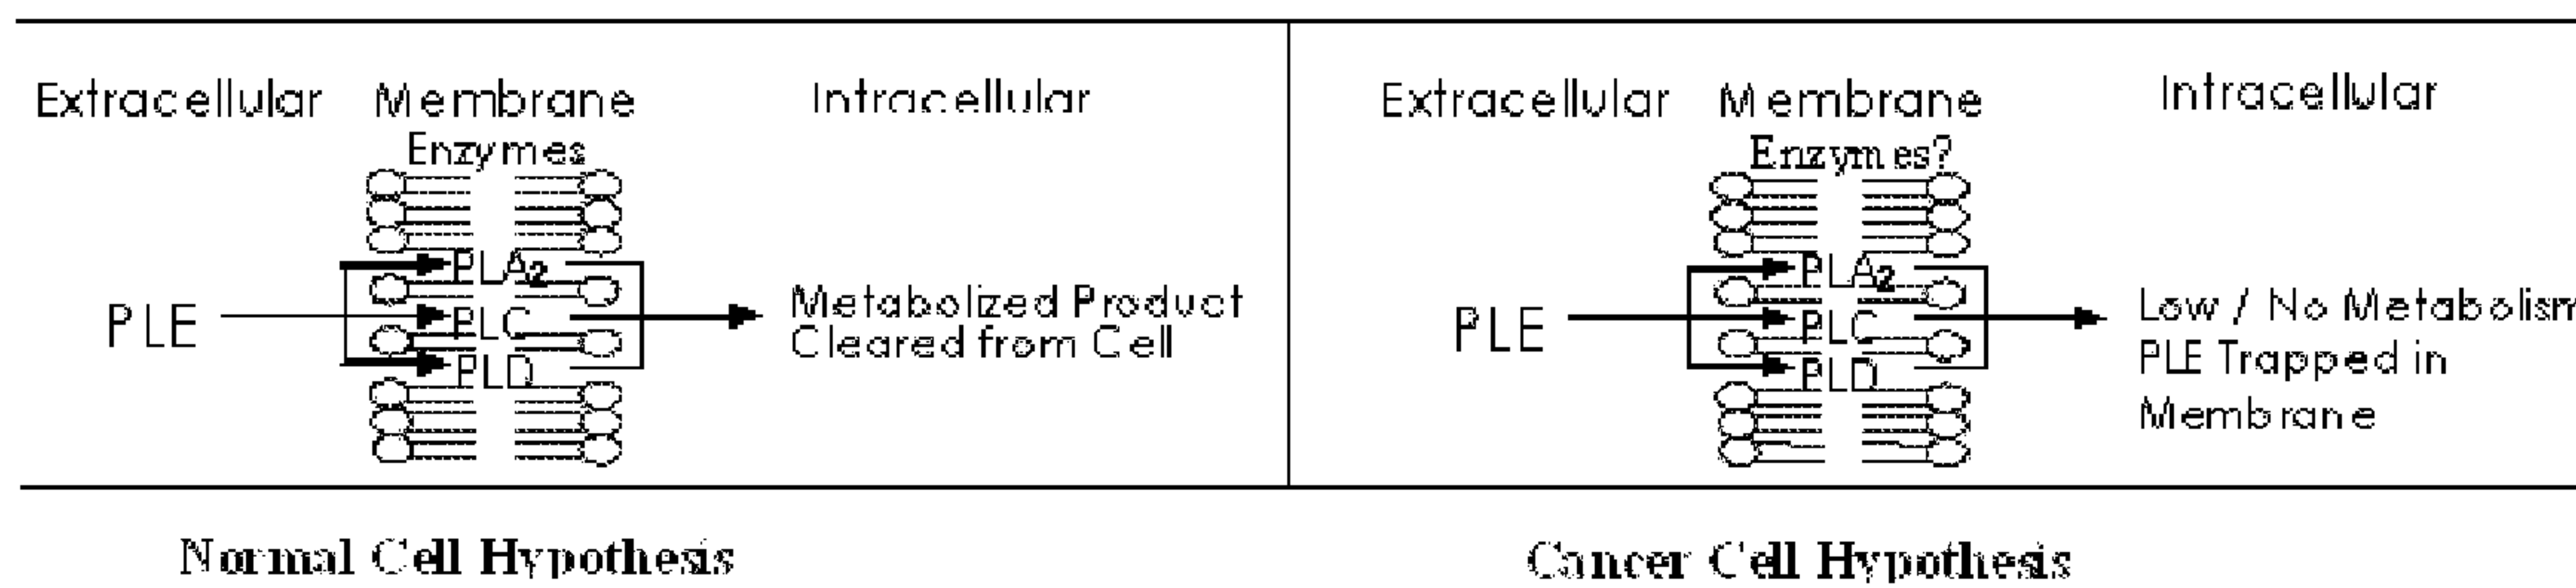 Extracellular Membrane Intracellular
Enzymes
PLA2
PLE
PLC
PLD
Metabolized Product
Cleared from Cell
Normal Cell Hypothesis
Extracellular Membrane Intracellular
Enzymes?
PLA2
PLE
PLC
PLD
Low / No Metabolism
PLE Trapped in
Membrane
Cancer Cell Hypothesis